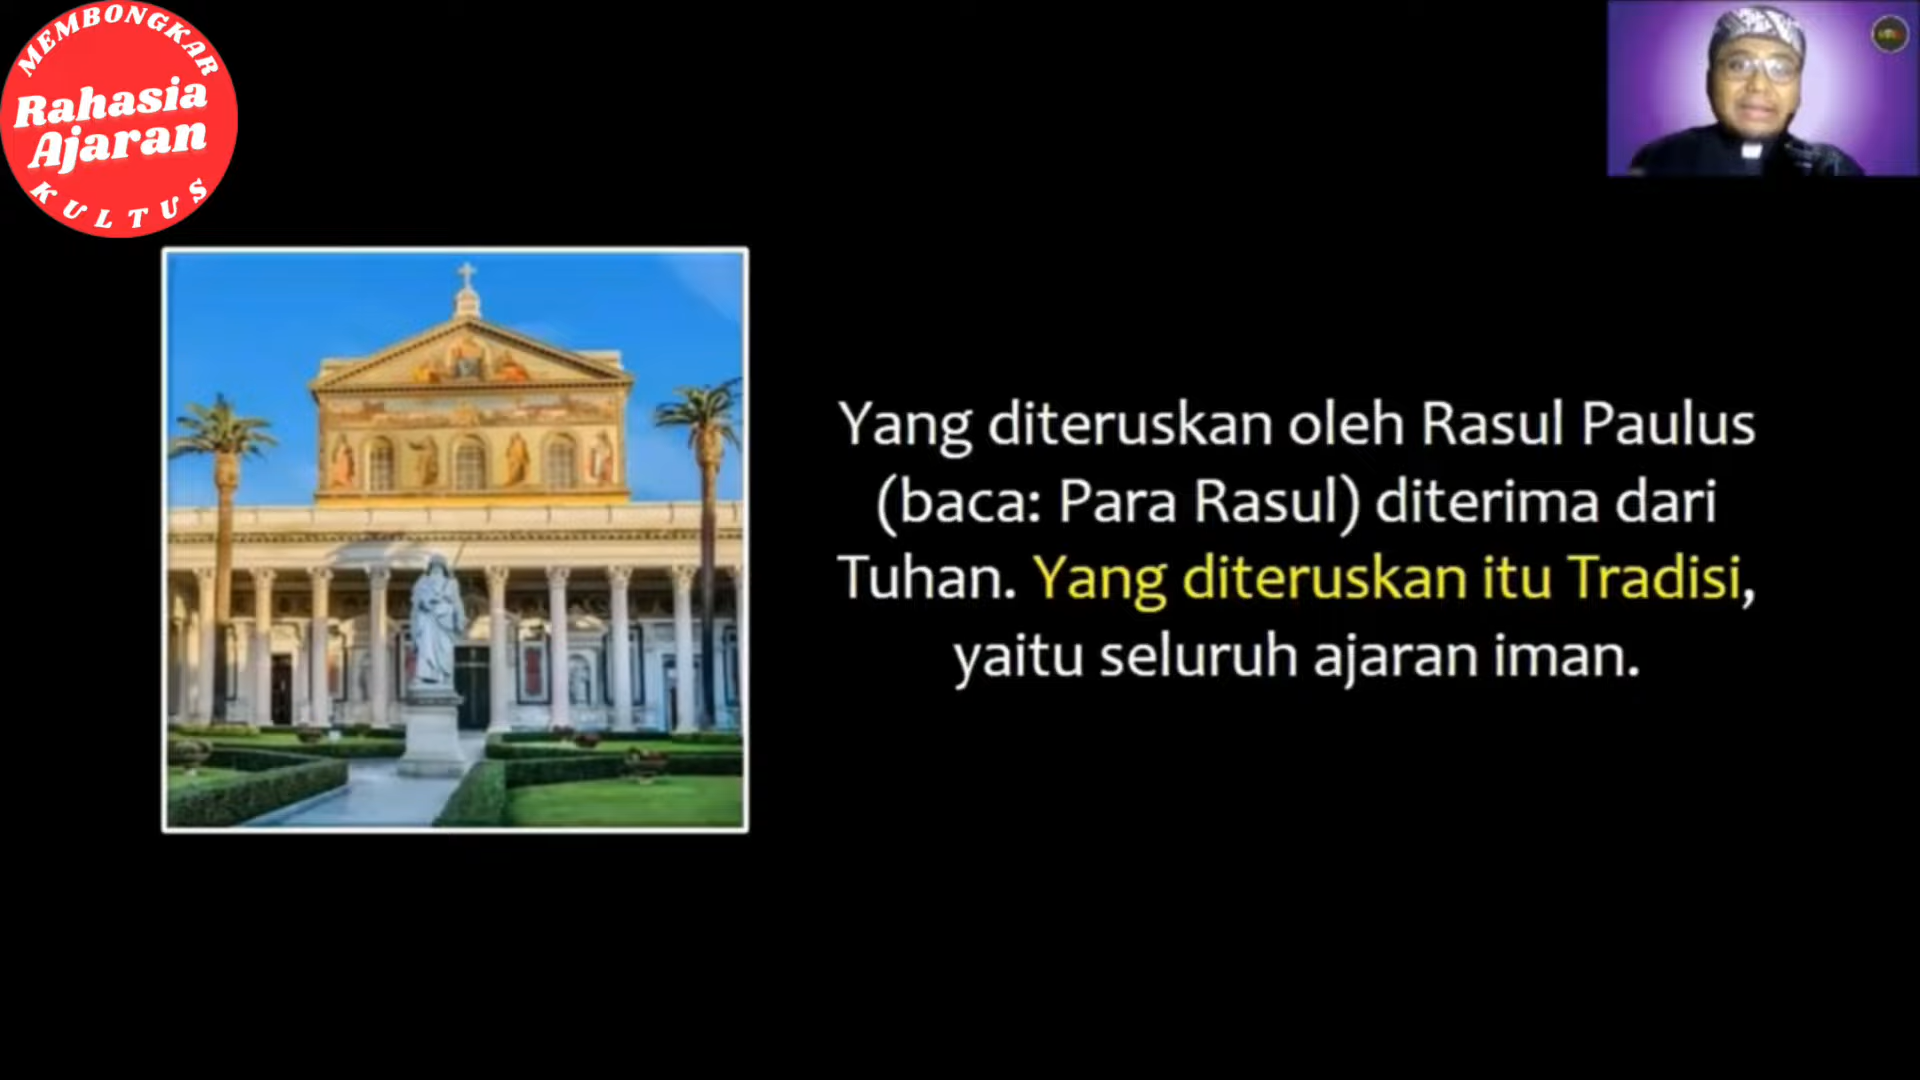 MEMBONGKAR
Rahasia
Ajaran
KULTUS
Yang diteruskan oleh Rasul Paulus
(baca: Para Rasul) diterima dari
Tuhan. Yang diteruskan itu Tradisi,
yaitu seluruh ajaran iman.